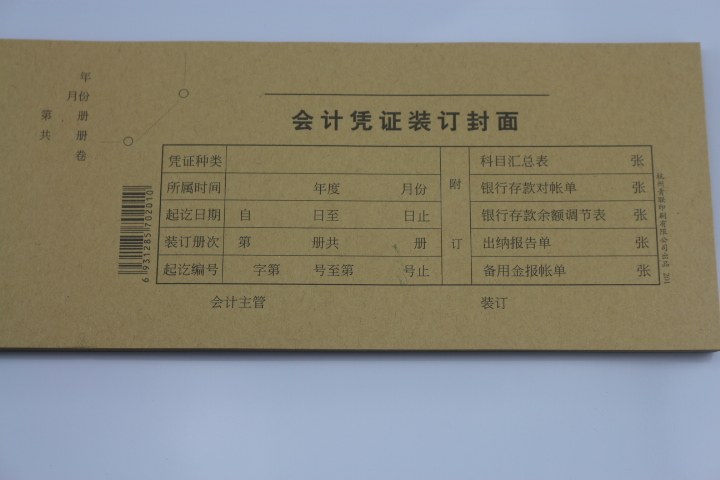 年
月份
第 册
共 册
卷
会计凭证装订封面
凭证种类
所属时间 年度 月份
起讫日期 自 日至 日止
装订册次 第 册共 册
起讫编号 字第 号至第 号止
附
订
科目汇总表 张
银行存款对帐单 张
银行存款余额调节表 张
出纳报告单 张
备用金报帐单 张
会计主管 装订
6 931285 702010